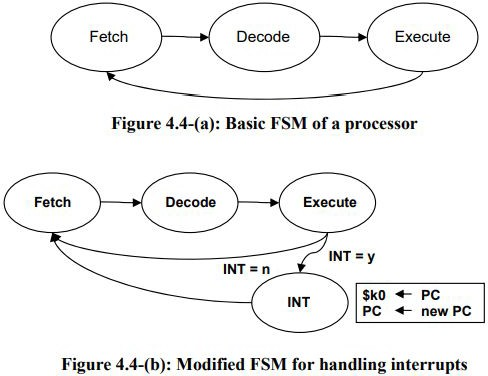 Fetch
Decode
Execute
Figure 4.4-(a): Basic FSM of a processor
Fetch
Decode
Execute
INT = n
INT = y
INT
$k0 ← PC
PC ← new PC
Figure 4.4-(b): Modified FSM for handling interrupts